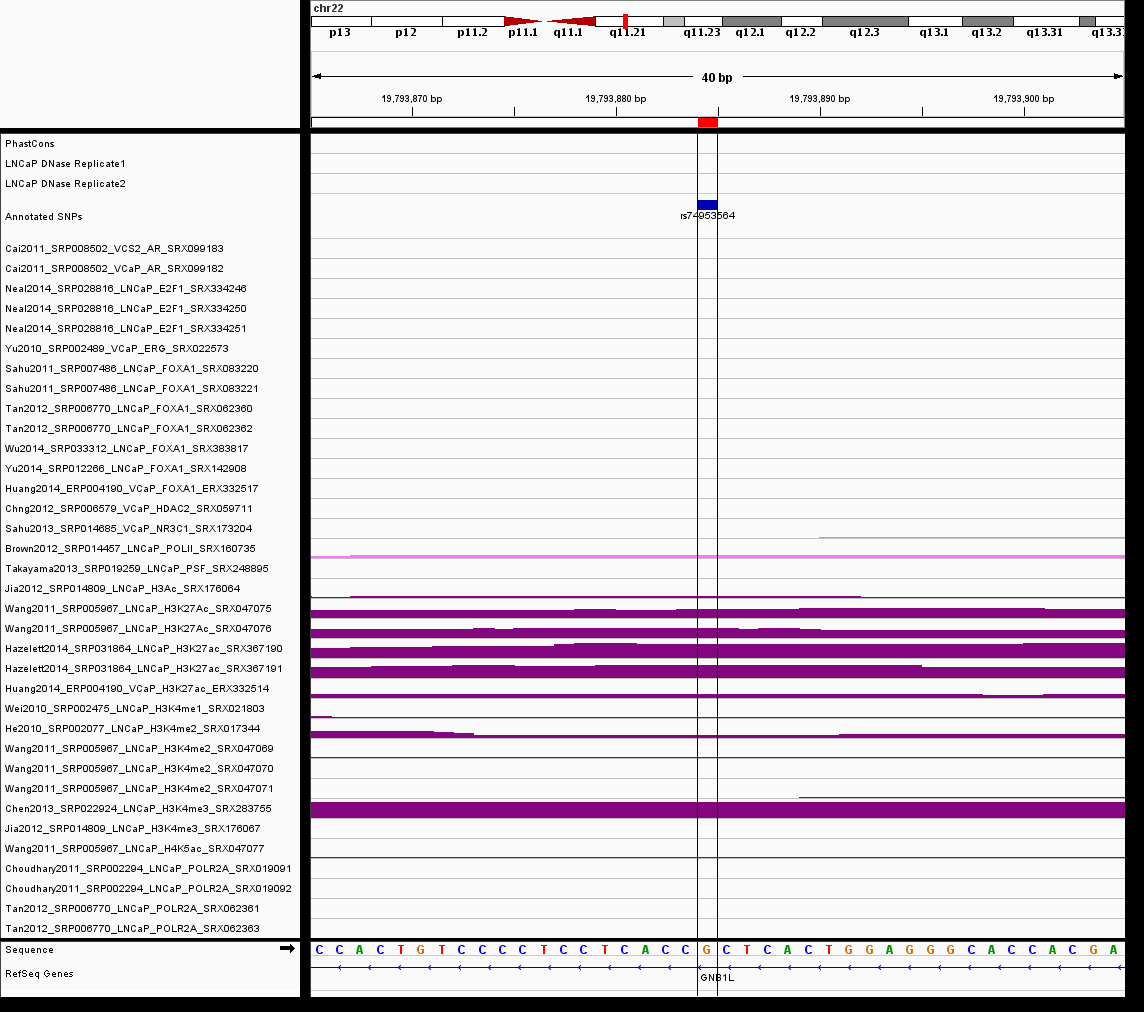 chr22
p13 p12 p11.2 p11.1 q11.1 q11.21 q11.23 q12.1 q12.2 q12.3 q13.1 q13.2 q13.31
40 bp
19,793,870 bp 19,793,880 bp 19,793,890 bp 19,793,900 bp
PhastCons
LNCaP DNase Replicate1
LNCaP DNase Replicate2
Annotated SNPs
rs74953564
Cai2011_SRP008502_VCS2_AR_SRX099183
Cai2011_SRP008502_VCaP_AR_SRX099182
Neal2014_SRP028816_LNCaP_E2F1_SRX334246
Neal2014_SRP028816_LNCaP_E2F1_SRX334250
Neal2014_SRP028816_LNCaP_E2F1_SRX334251
Yu2010_SRP002489_VCaP_ERG_SRX022573
Sahu2011_SRP007486_LNCaP_FOXA1_SRX083220
Sahu2011_SRP007486_LNCaP_FOXA1_SRX083221
Tan2012_SRP006770_LNCaP_FOXA1_SRX062360
Tan2012_SRP006770_LNCaP_FOXA1_SRX062362
Wu2014_SRP033312_LNCaP_FOXA1_SRX383817
Yu2014_SRP012266_LNCaP_FOXA1_SRX142908
Huang2014_ERP004190_VCaP_FOXA1_ERX332517
Chng2012_SRP006579_VCaP_HDAC2_SRX059711
Sahu2013_SRP014685_VCaP_NR3C1_SRX173204
Brown2012_SRP014457_LNCaP_POLII_SRX160735
Takayama2013_SRP019259_LNCaP_PSF_SRX248895
Jia2012_SRP014809_LNCaP_H3Ac_SRX176064
Wang2011_SRP005967_LNCaP_H3K27Ac_SRX047075
Wang2011_SRP005967_LNCaP_H3K27Ac_SRX047076
Hazelett2014_SRP031864_LNCaP_H3K27ac_SRX367190
Hazelett2014_SRP031864_LNCaP_H3K27ac_SRX367191
Huang2014_ERP004190_VCaP_H3K27ac_ERX332514
Wei2010_SRP002475_LNCaP_H3K4me1_SRX021803
He2010_SRP002077_LNCaP_H3K4me2_SRX017344
Wang2011_SRP005967_LNCaP_H3K4me2_SRX047069
Wang2011_SRP005967_LNCaP_H3K4me2_SRX047070
Wang2011_SRP005967_LNCaP_H3K4me2_SRX047071
Chen2013_SRP022924_LNCaP_H3K4me3_SRX283755
Jia2012_SRP014809_LNCaP_H3K4me3_SRX176067
Wang2011_SRP005967_LNCaP_H4K5ac_SRX047077
Choudhary2011_SRP002294_LNCaP_POLR2A_SRX019091
Choudhary2011_SRP002294_LNCaP_POLR2A_SRX019092
Tan2012_SRP006770_LNCaP_POLR2A_SRX062361
Tan2012_SRP006770_LNCaP_POLR2A_SRX062363
Sequence C C A C T G T C C C C T C C T C A C C G C T C A C T G G A G G G C A C C A C G A
RefSeq Genes
GNB1L